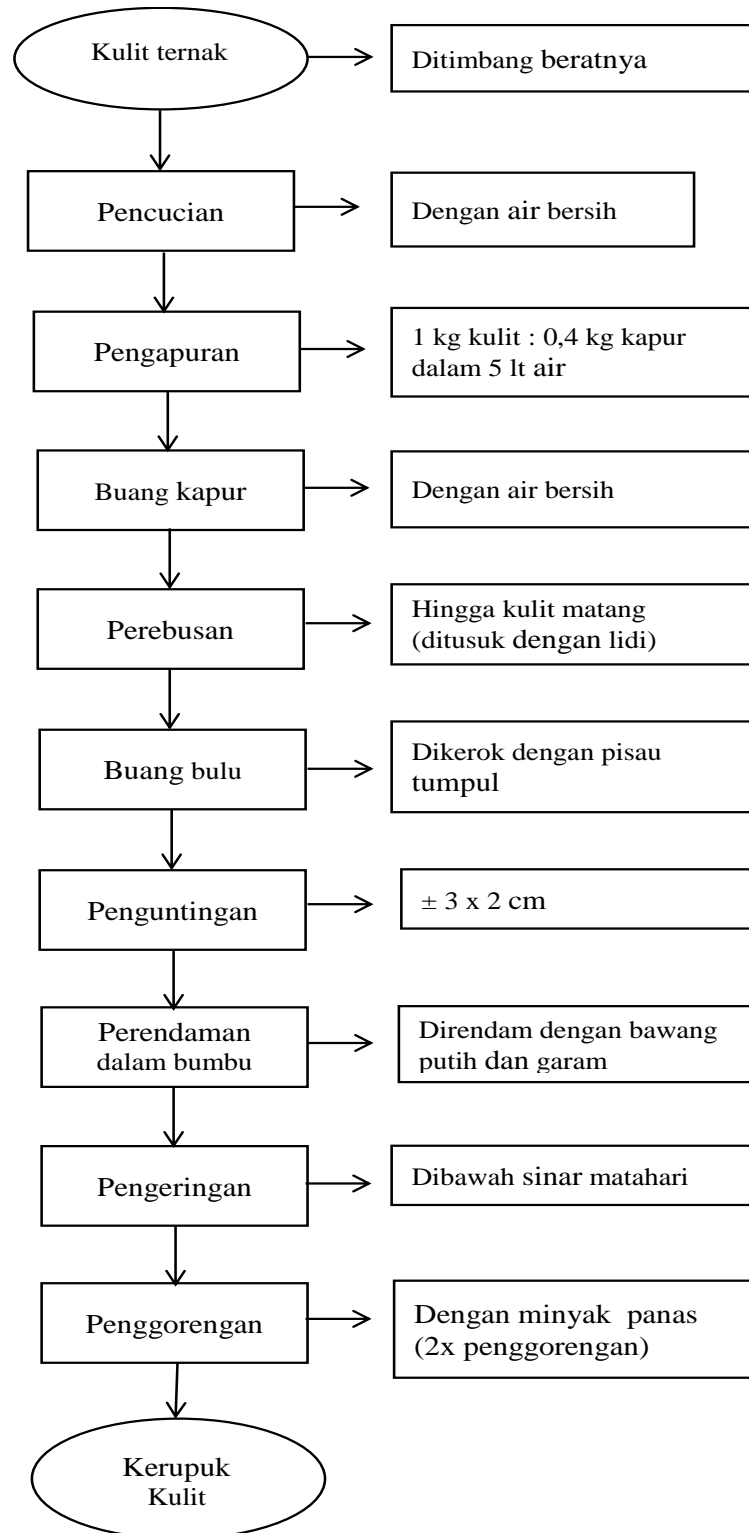 Kulit ternak
Ditimbang beratnya
Pencucian
Dengan air bersih
Pengapuran
1 kg kulit : 0,4 kg kapur
dalam 5 lt air
Buang kapur
Dengan air bersih
Perebusan
Hingga kulit matang
(ditusuk dengan lidi)
Buang bulu
Dikerok dengan pisau
tumpul
Penguntingan
± 3 x 2 cm
Perendaman
dalam bumbu
Direndam dengan bawang
putih dan garam
Pengeringan
Dibawah sinar matahari
Penggorengan
Dengan minyak panas
(2x penggorengan)
Kerupuk
Kulit